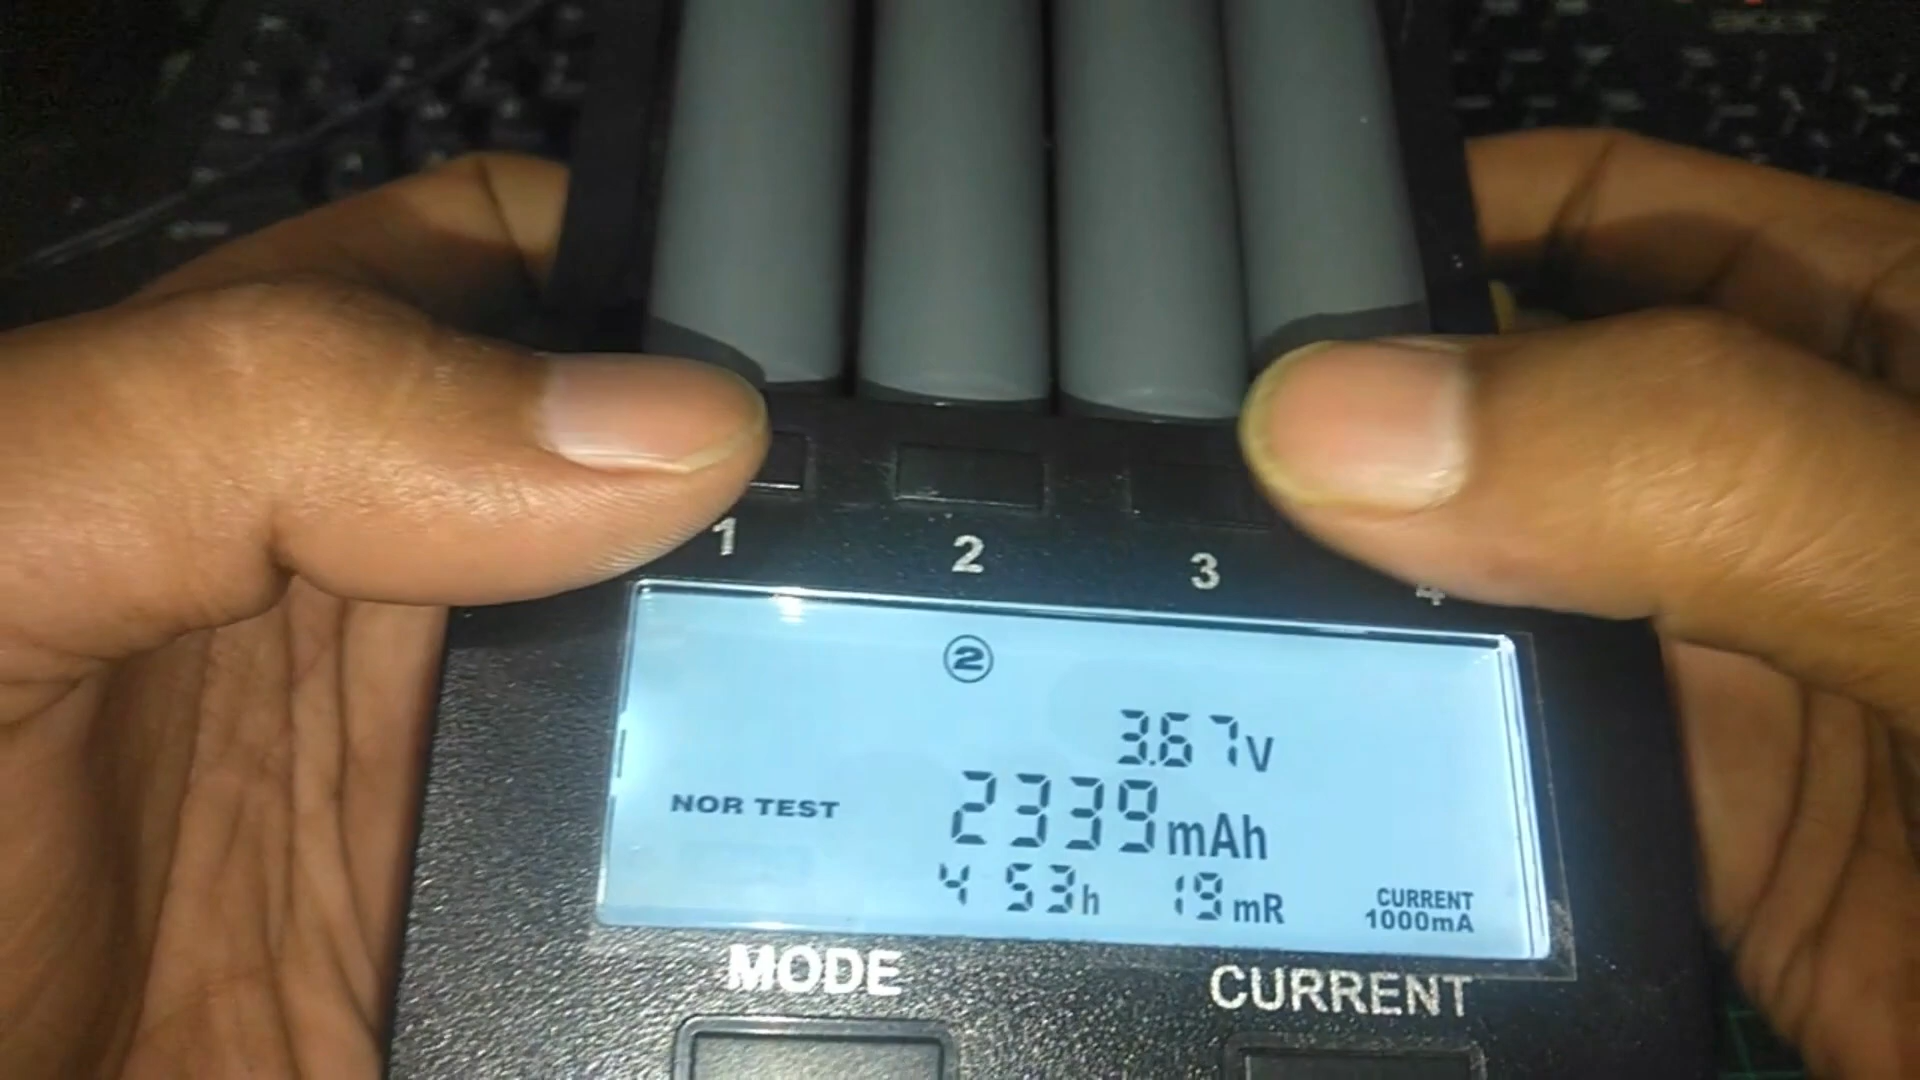 1 2 3 4
②
3.67V
NOR TEST 2339mAh
4 53h 19mR CURRENT
1000mA
MODE CURRENT